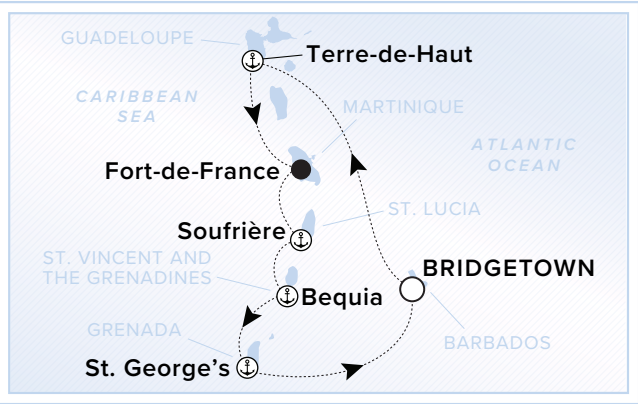 GUADELOUPE
Terre-de-Haut
CARIBBEAN
SEA
MARTINIQUE
ATLANTIC
OCEAN
Fort-de-France
ST. LUCIA
Soufrière
ST. VINCENT AND
THE GRENADINES
BRIDGETOWN
Bequia
GRENADA
BARBADOS
St. George's